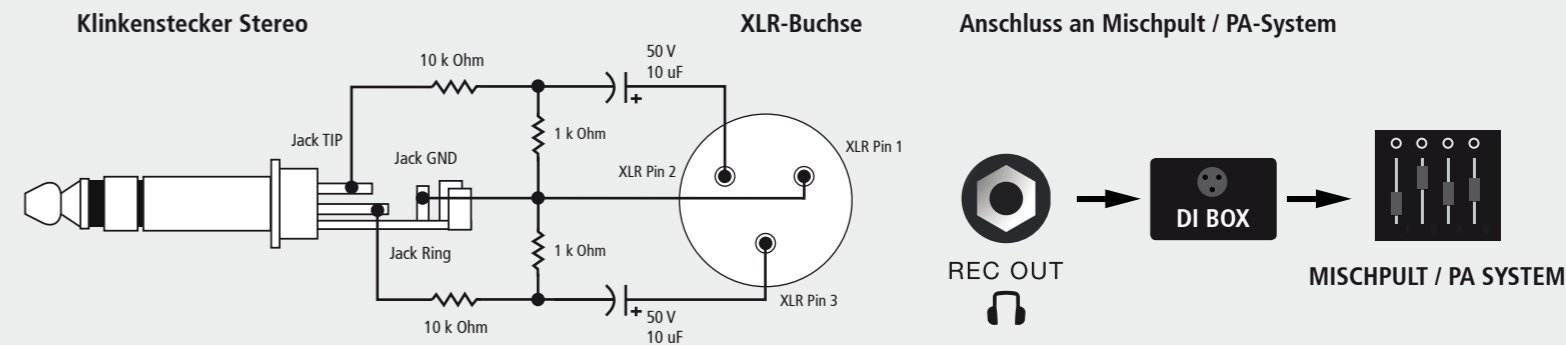 Klinkenstecker Stereo
XLR-Buchse
Anschluss an Mischpult / PA-System
10 k Ohm
50 V
10 uF
+
Jack TIP
1 k Ohm
Jack GND
XLR Pin 1
XLR Pin 2
DI BOX
Jack Ring
1 k Ohm
REC OUT
MISCHPULT / PA SYSTEM
XLR Pin 3
10 k Ohm
+
50 V
10 uF